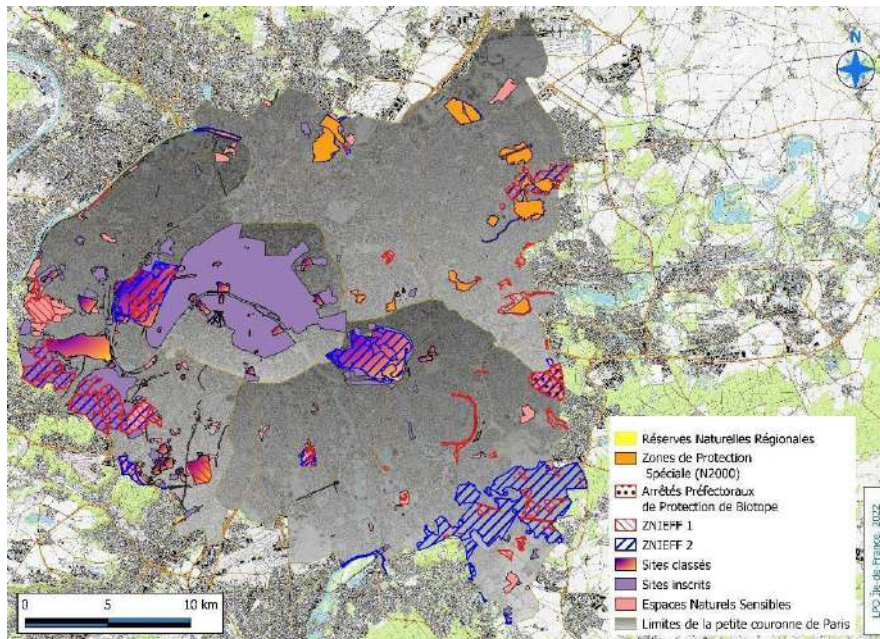 N
Réserves Naturelles Régionales
Zones de Protection
Spéciale (N2000)
Arrêtés Préfectoraux
de Protection de Biotope
ZNIEFF 1
ZNIEFF 2
Sites classés
Sites inscrits
Espaces Naturels Sensibles
Limites de la petite couronne de Paris
0 5 10 km
LPO Île-de-France, 2022